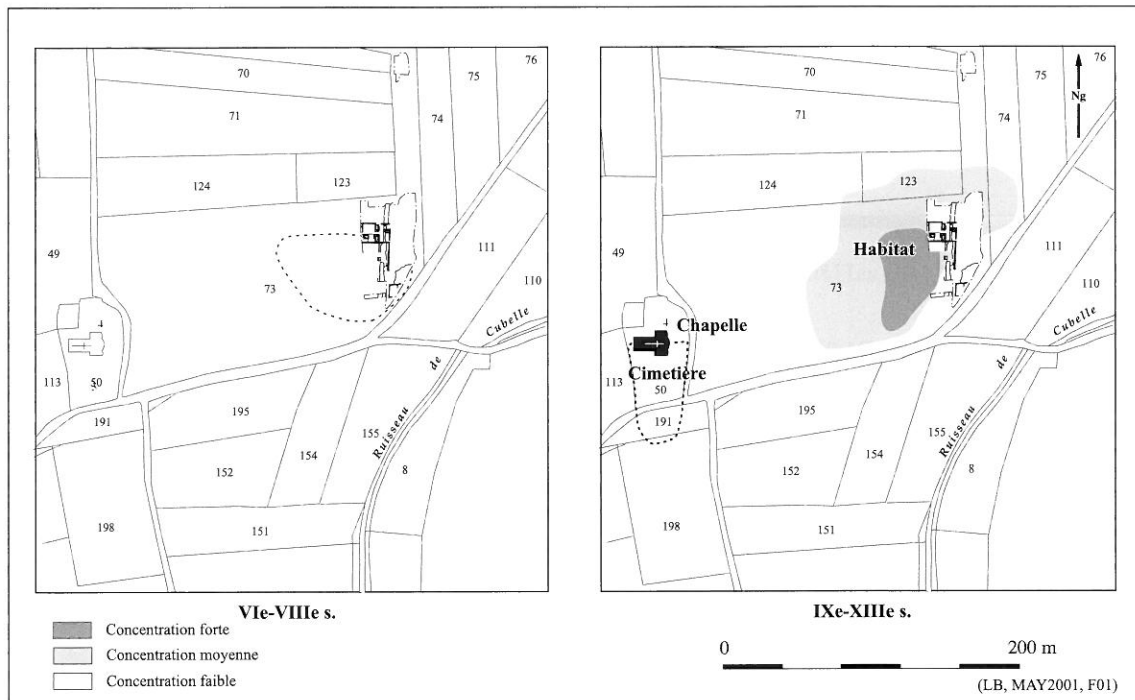 70
76
75
71
74
124
123
49
111
110
73
4
Cubelle
de
Ruisseau
113
50
191
195
155
154
152
8
198
151
VIe-VIIIe s.
70
76
75
Ng
71
74
124
123
49
Habitat
111
110
73
4
Chapelle
Cubelle
de
Ruisseau
Cimetière
113
50
191
195
155
154
152
8
198
151
IXe-XIIIe s.
Concentration forte
Concentration moyenne
Concentration faible
0 200 m
(LB, MAY2001, F01)